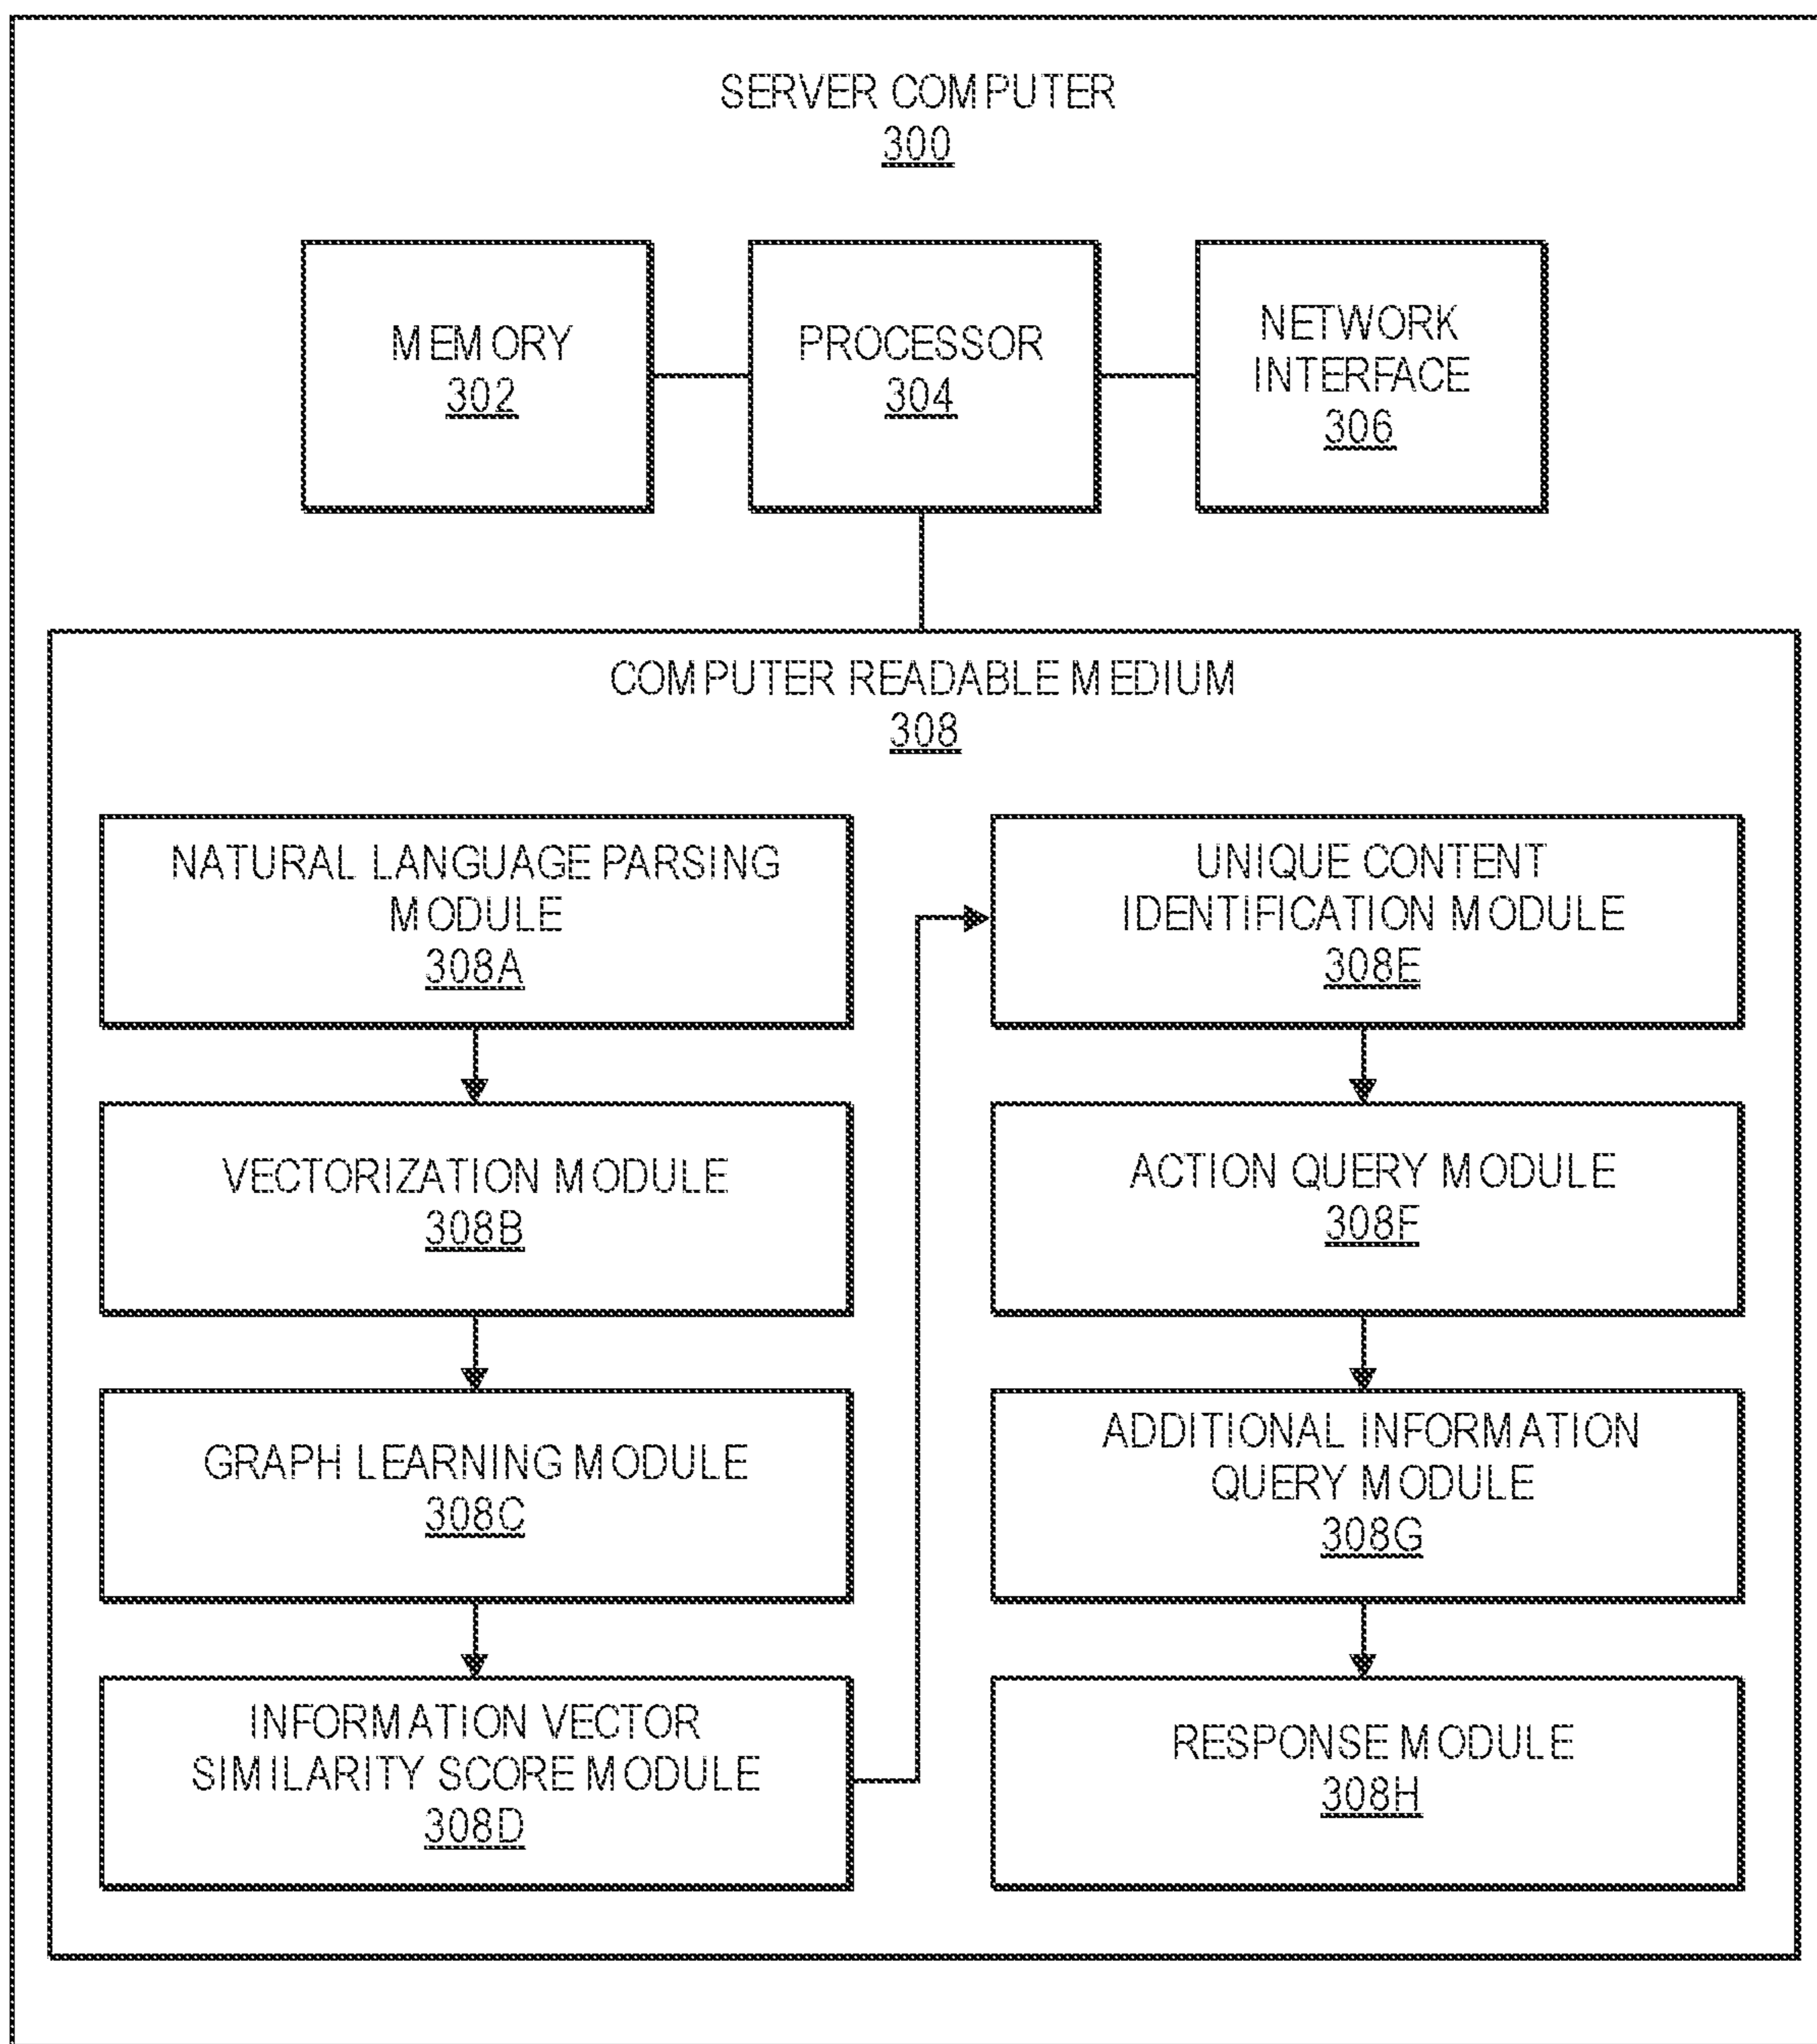 SERVER COMPUTER
300
MEMORY
302
PROCESSOR
304
NETWORK
INTERFACE
306
COMPUTER READABLE MEDIUM
308
NATURAL LANGUAGE PARSING
MODULE
308A
VECTORIZATION MODULE
308B
GRAPH LEARNING MODULE
308C
INFORMATION VECTOR
SIMILARITY SCORE MODULE
308D
UNIQUE CONTENT
IDENTIFICATION MODULE
308E
ACTION QUERY MODULE
308F
ADDITIONAL INFORMATION
QUERY MODULE
308G
RESPONSE MODULE
308H